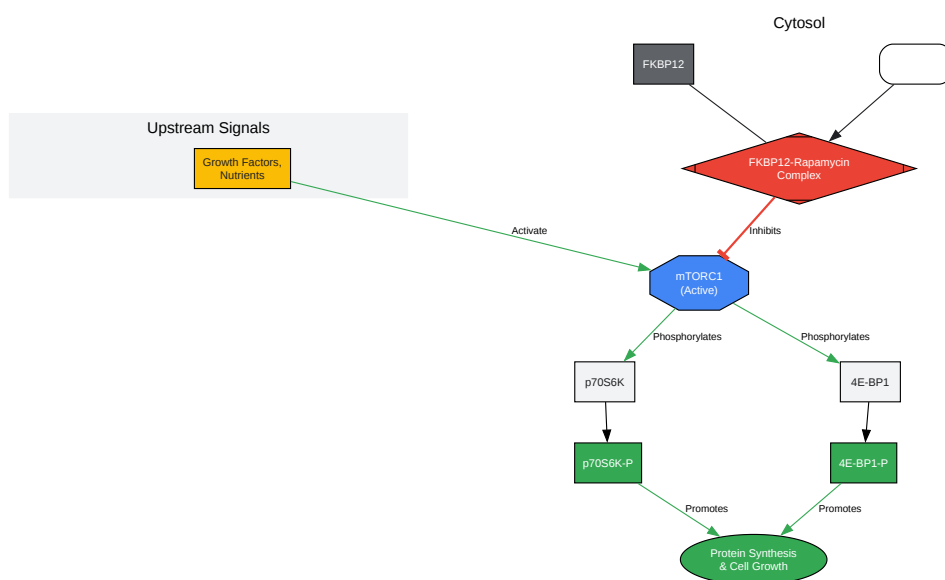 Cytosol
FKBP12
Upstream Signals
Growth Factors,
Nutrients
FKBP12-Rapamycin
Complex
Activate
Inhibits
mTORC1
(Active)
Phosphorylates
Phosphorylates
p70S6K
4E-BP1
p70S6K-P
4E-BP1-P
Promotes
Promotes
Protein Synthesis
& Cell Growth